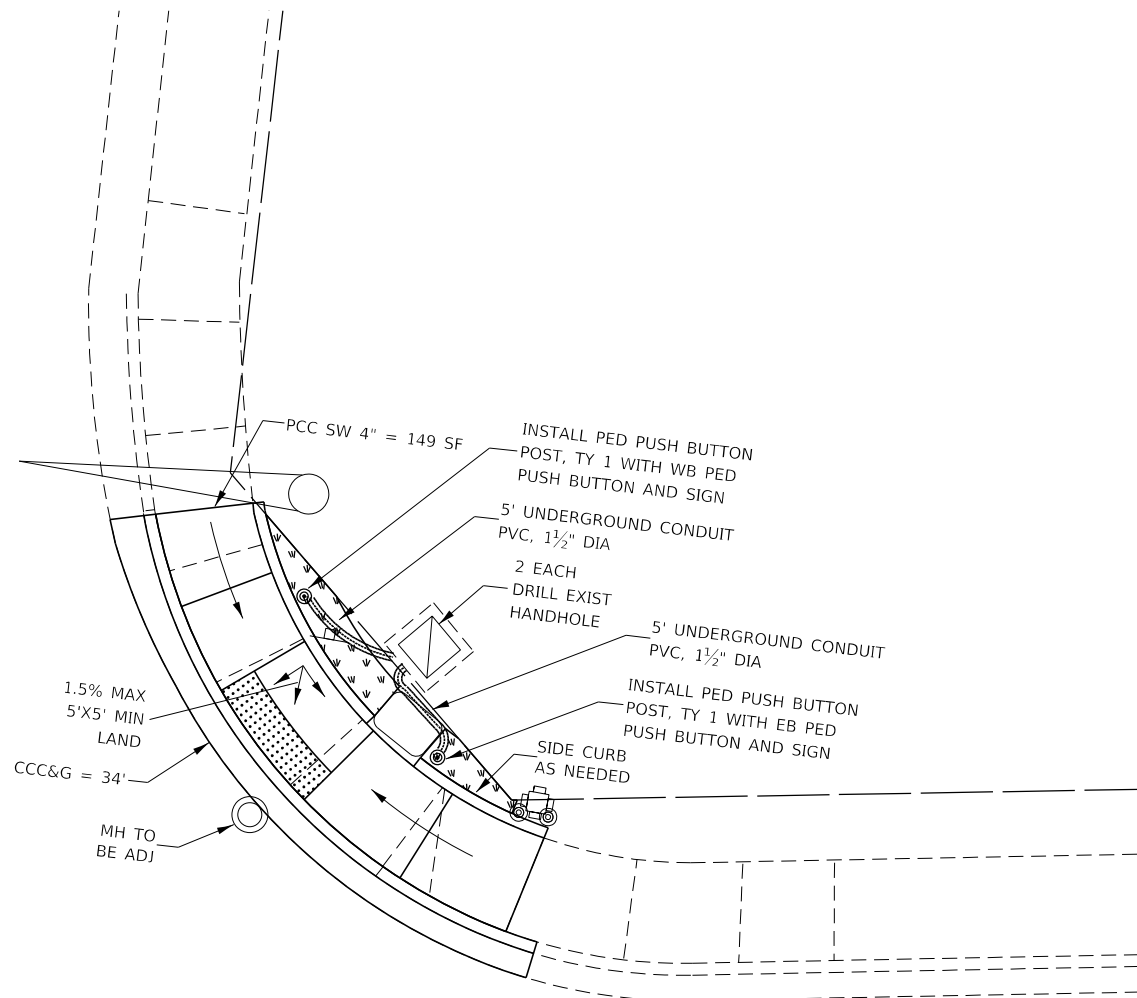 PCC SW 4" = 149 SF
INSTALL PED PUSH BUTTON
POST, TY 1 WITH WB PED
PUSH BUTTON AND SIGN
5' UNDERGROUND CONDUIT
PVC, 1½" DIA
2 EACH
DRILL EXIST
HANDHOLE
5' UNDERGROUND CONDUIT
PVC, 1½" DIA
INSTALL PED PUSH BUTTON
POST, TY 1 WITH EB PED
PUSH BUTTON AND SIGN
SIDE CURB
AS NEEDED
1.5% MAX
5'X5' MIN
LAND
CCC&G = 34'
MH TO
BE ADJ